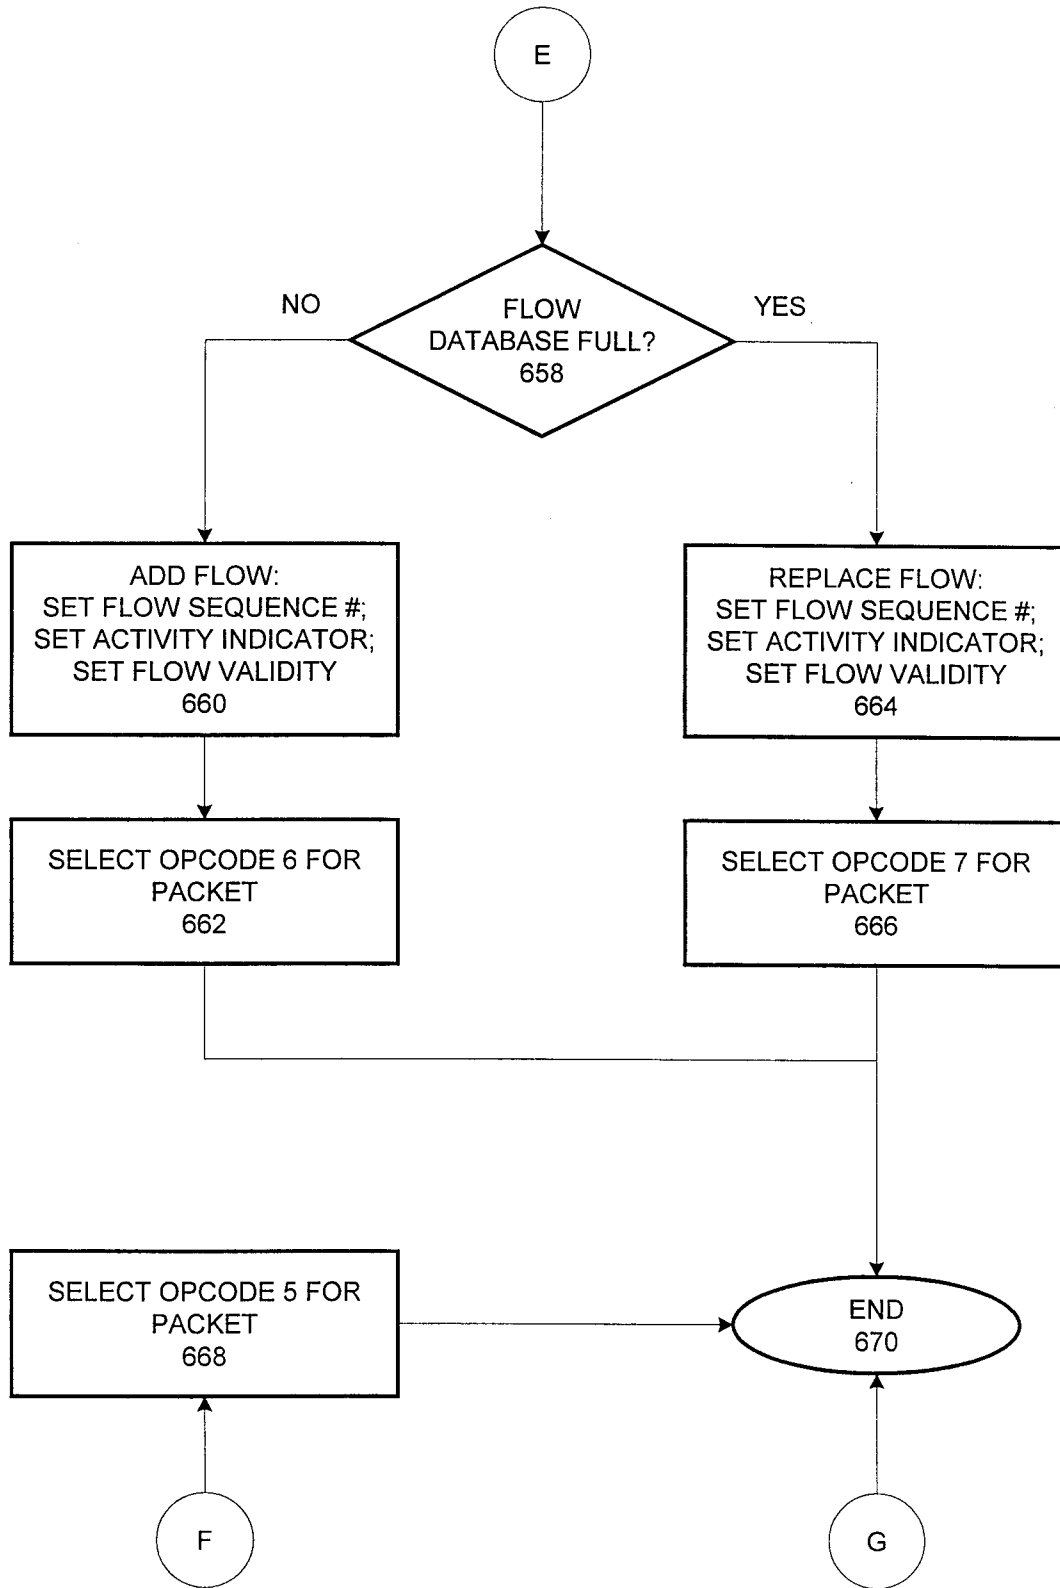 E
NO
YES
FLOW
DATABASE FULL?
658
ADD FLOW:
SET FLOW SEQUENCE #;
SET ACTIVITY INDICATOR;
SET FLOW VALIDITY
660
REPLACE FLOW:
SET FLOW SEQUENCE #;
SET ACTIVITY INDICATOR;
SET FLOW VALIDITY
664
SELECT OPCODE 6 FOR
PACKET
662
SELECT OPCODE 7 FOR
PACKET
666
SELECT OPCODE 5 FOR
PACKET
668
END
670
F
G